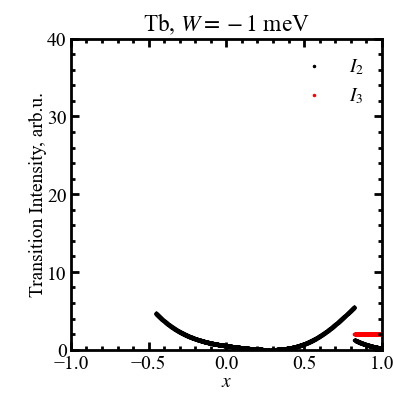 Tb, W = −1 meV
Transition Intensity, arb.u.
40
30
20
10
0
I₂
I₃
−1.0 −0.5 0.0 0.5 1.0
x